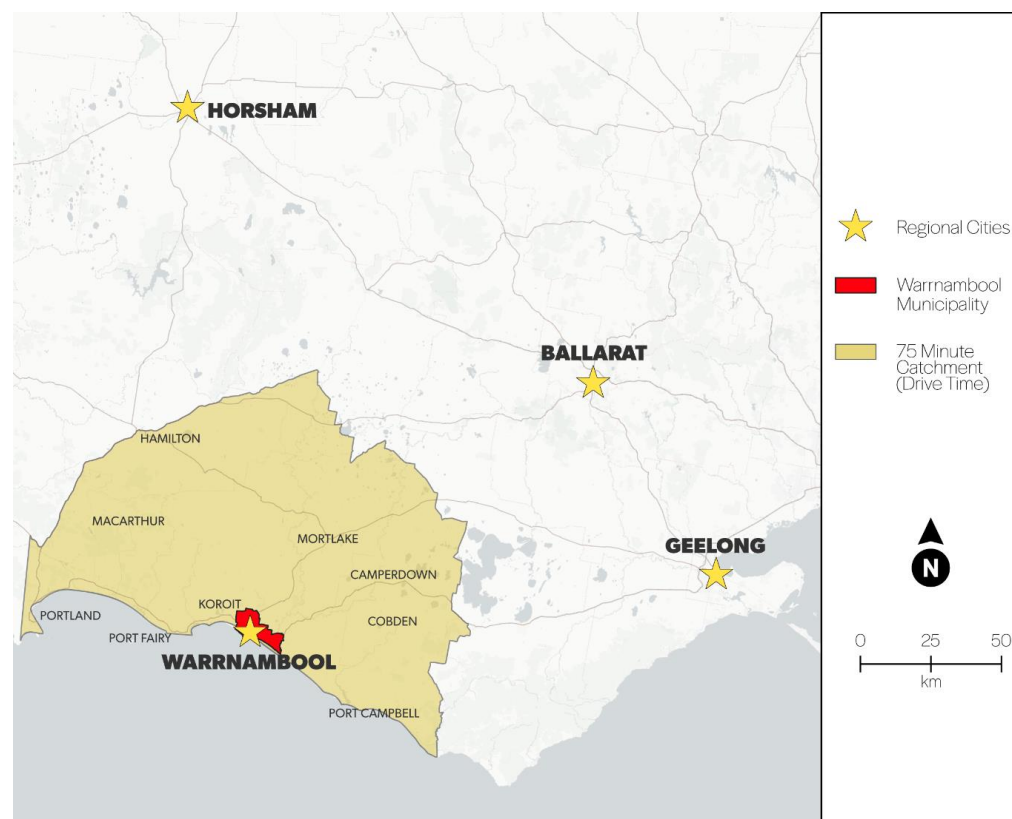 HORSHAM
BALLARAT
HAMILTON
MACARTHUR
MORTLAKE
GEELONG
CAMPERDOWN
KOROIT
PORTLAND
COBDEN
PORT FAIRY
WARRNAMBOOL
PORT CAMPBELL
Regional Cities
Warrnambool
Municipality
75 Minute
Catchment
(Drive Time)
N
0 25 50
km